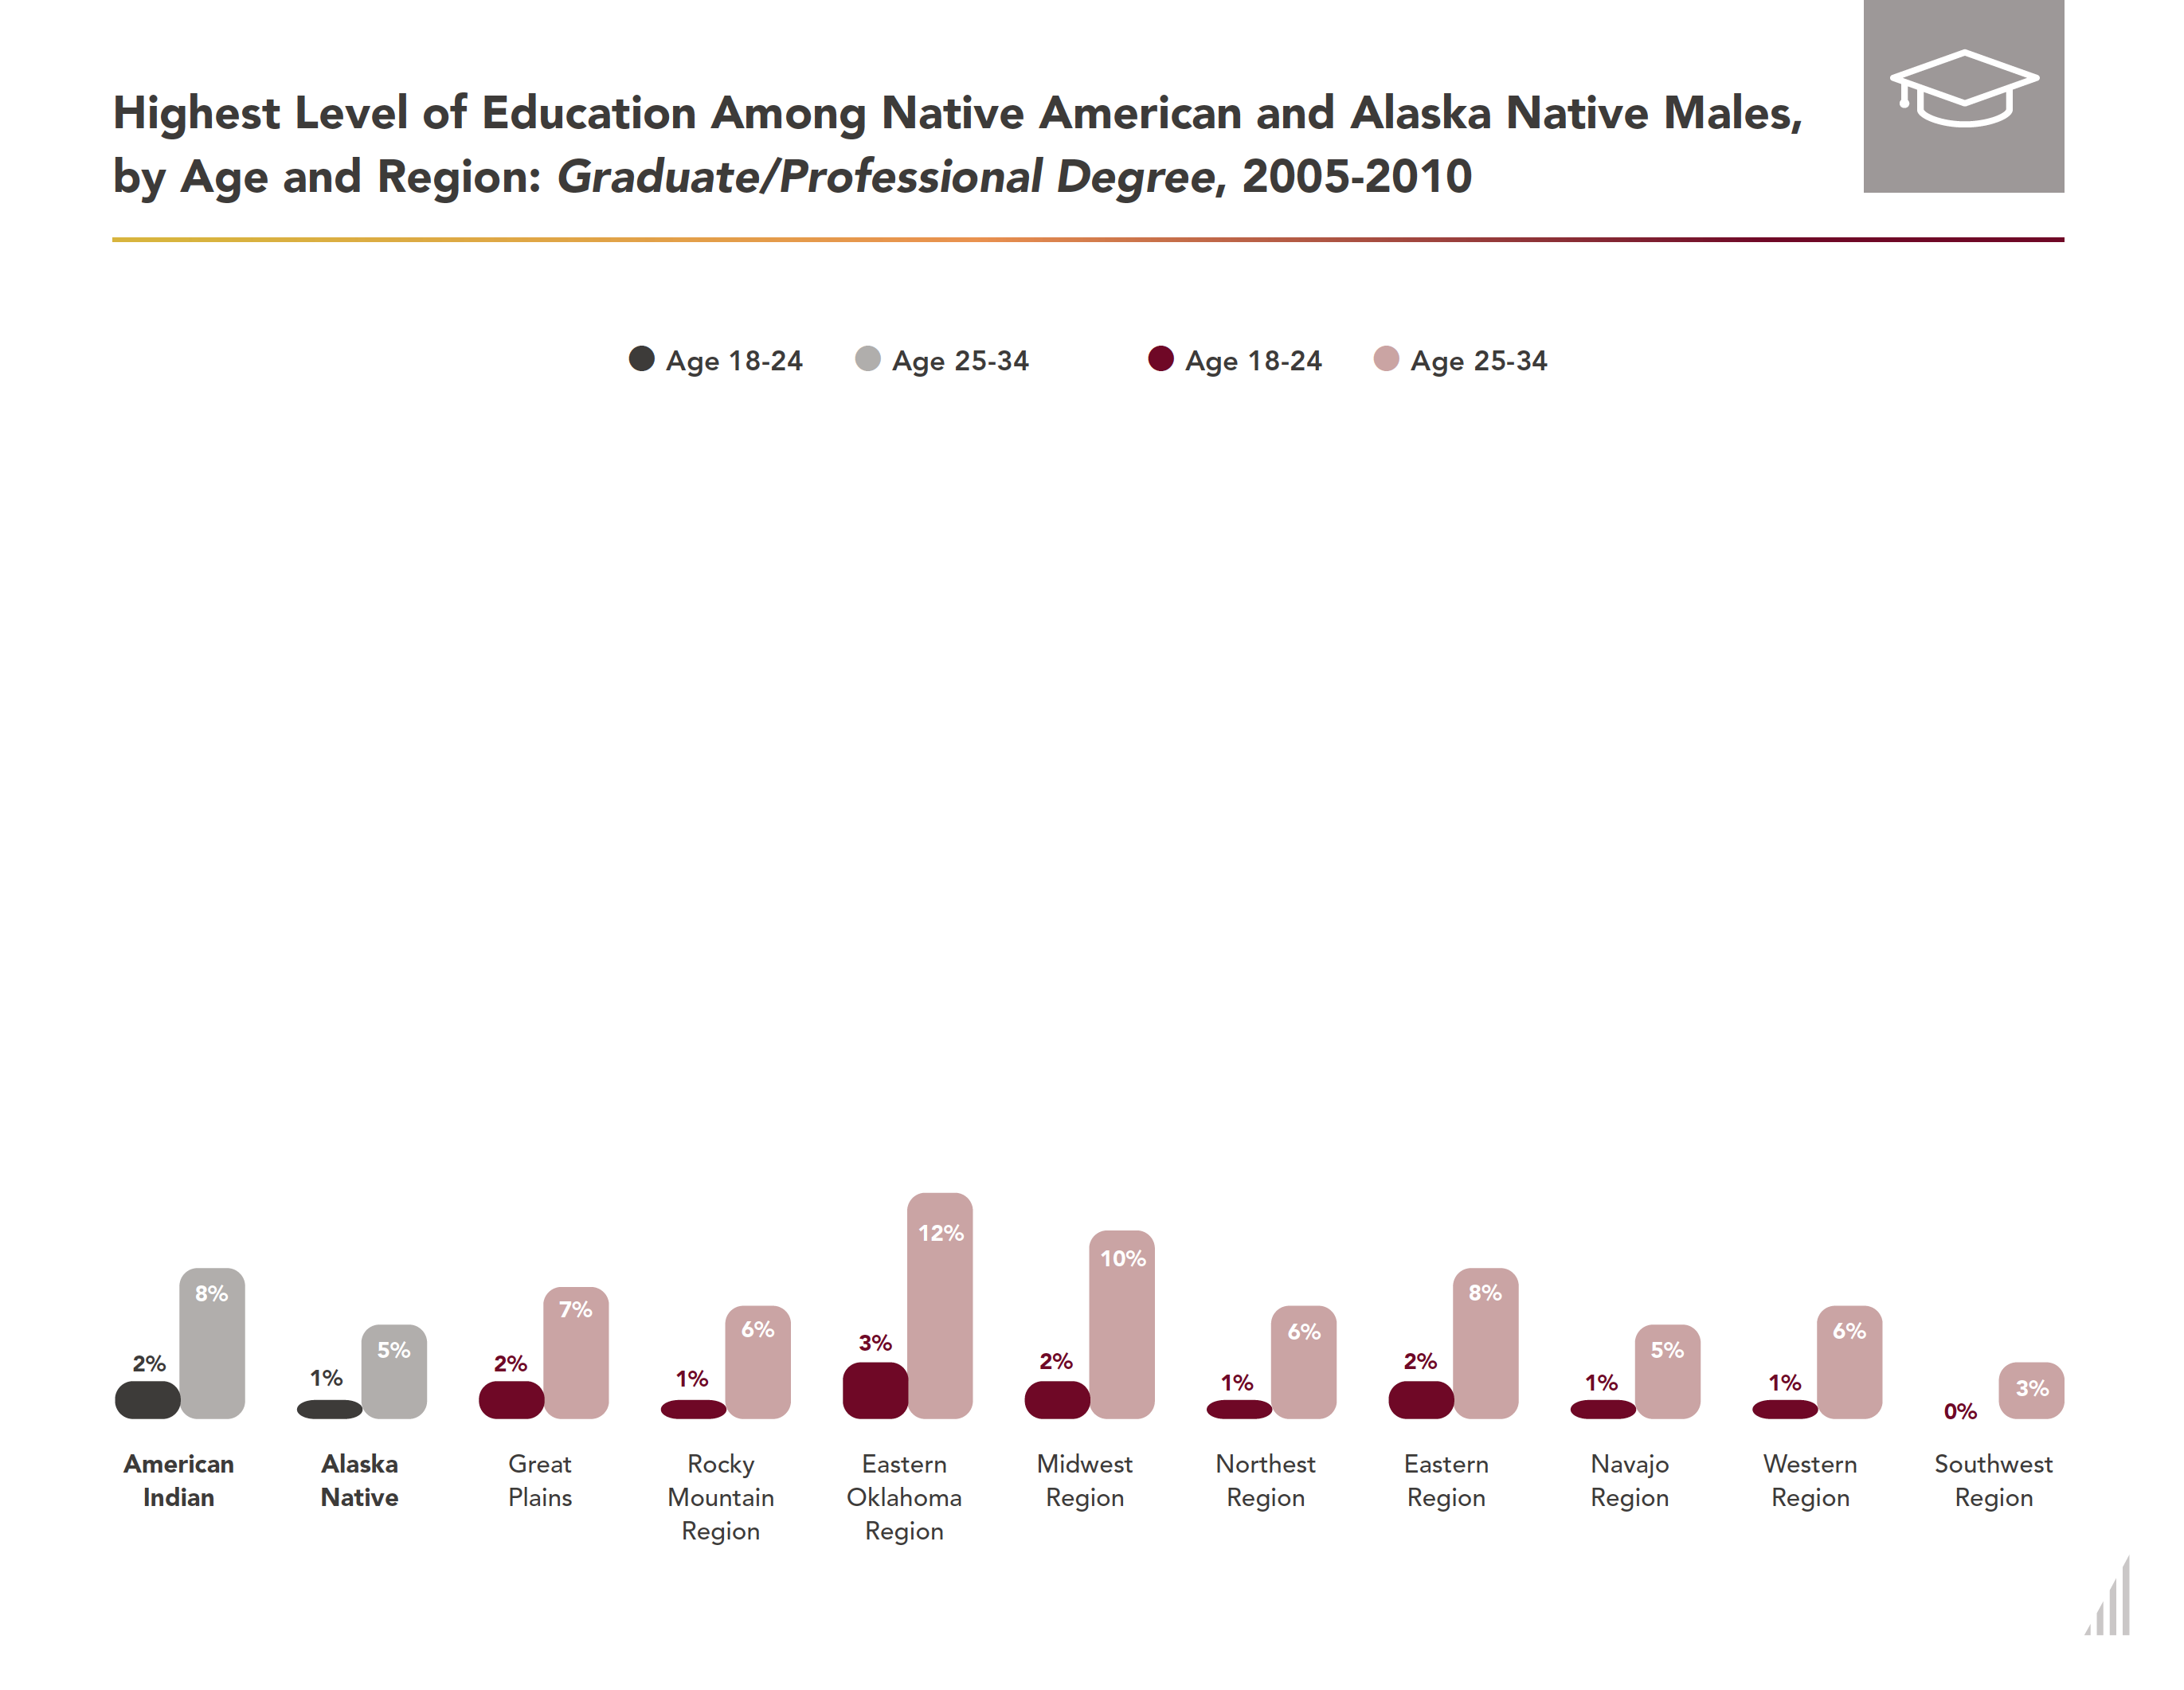 Highest Level of Education Among Native American and Alaska Native Males,
by Age and Region: Graduate/Professional Degree, 2005-2010
Age 18-24 Age 25-34 Age 18-24 Age 25-34
2% 8%
1% 5%
2% 7%
1% 6%
3% 12%
2% 10%
1% 6%
2% 8%
1% 5%
1% 6%
0% 3%
American
Indian
Alaska
Native
Great
Plains
Rocky
Mountain
Region
Eastern
Oklahoma
Region
Midwest
Region
Northest
Region
Eastern
Region
Navajo
Region
Western
Region
Southwest
Region